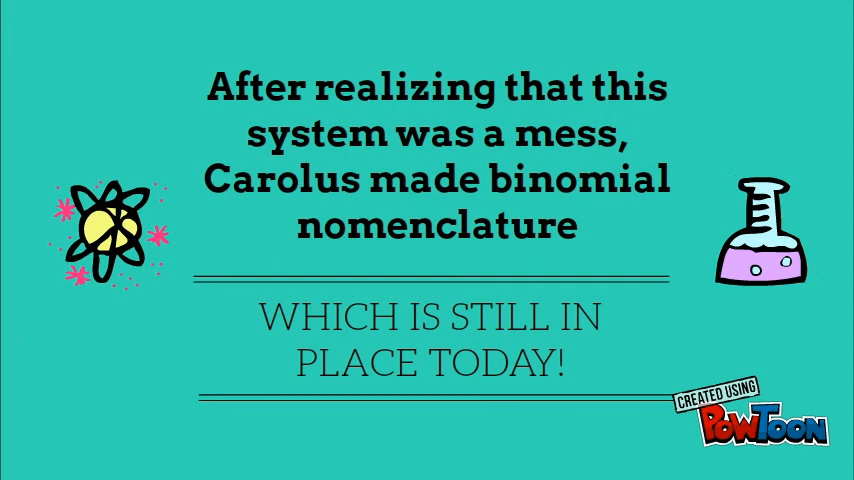 After realizing that this
system was a mess,
Carolus made binomial
nomenclature
WHICH IS STILL IN
PLACE TODAY!
CREATED USING
POWTOON